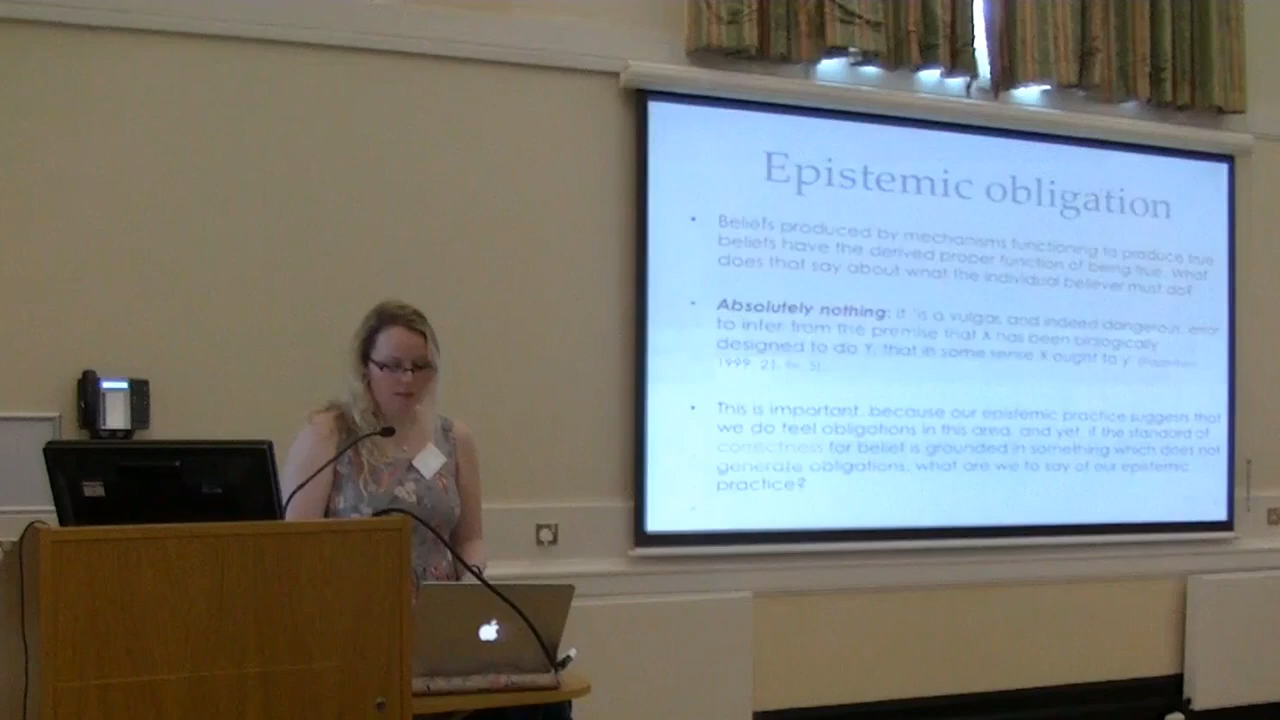 Epistemic obligation
• Beliefs produced by mechanisms functioning to produce true
beliefs have the derived proper function of being true. What
does that say about what the individual believer must do?
• Absolutely nothing: it 'is a vulgar, and indeed dangerous, error
to infer from the premise that X has been biologically
designed to do Y, that in some sense X ought to Y'
1999: 21, fn. 5).
• This is important, because our epistemic practice suggests that
we do feel obligations in this area, and yet, if the standard of
correctness for belief is grounded in something which does not
generate obligations, what are we to say of our epistemic
practice?